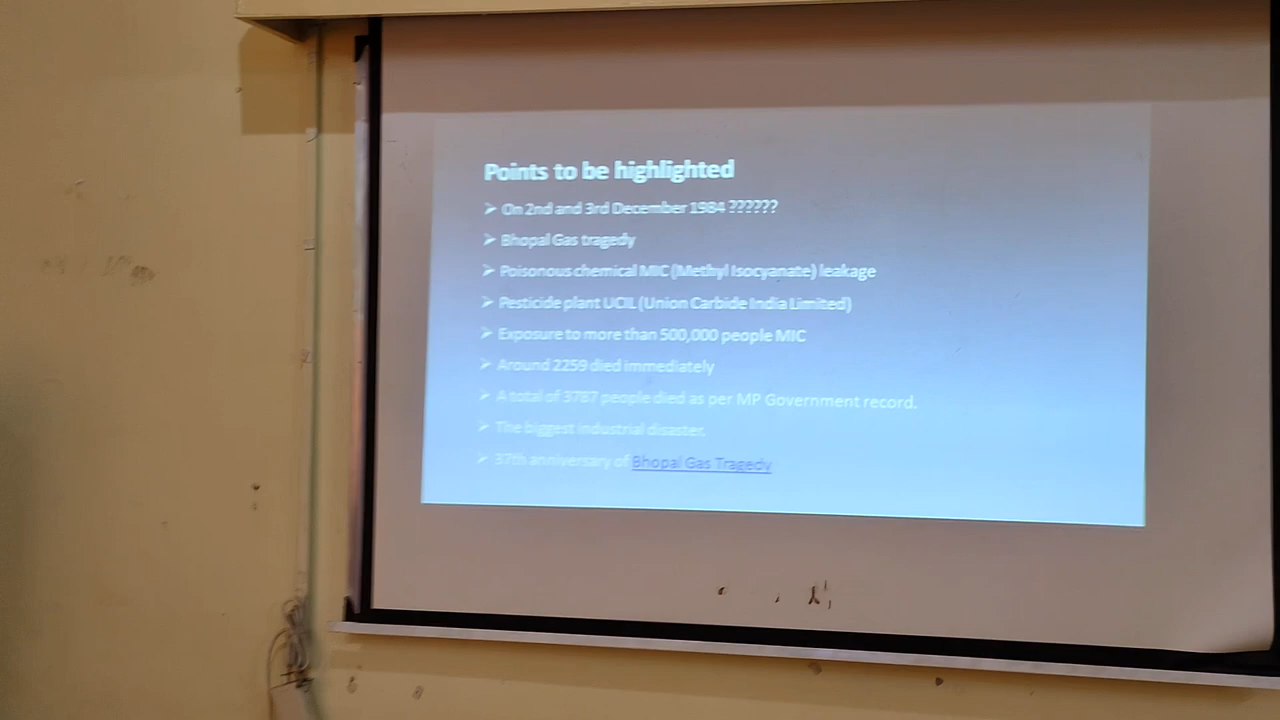 Points to be highlighted
➤ On 2nd and 3rd December 1984 ??????
➤ Bhopal Gas tragedy
➤ Poisonous chemical MIC (Methyl Isocyanate) leakage
➤ Pesticide plant UCIL (Union Carbide India Limited)
➤ Exposure to more than 500,000 people MIC
➤ Around 2259 died immediately
➤ A total of 3787 people died as per MP Government record.
➤ The biggest industrial disaster.
➤ 37th anniversary of Bhopal Gas Tragedy